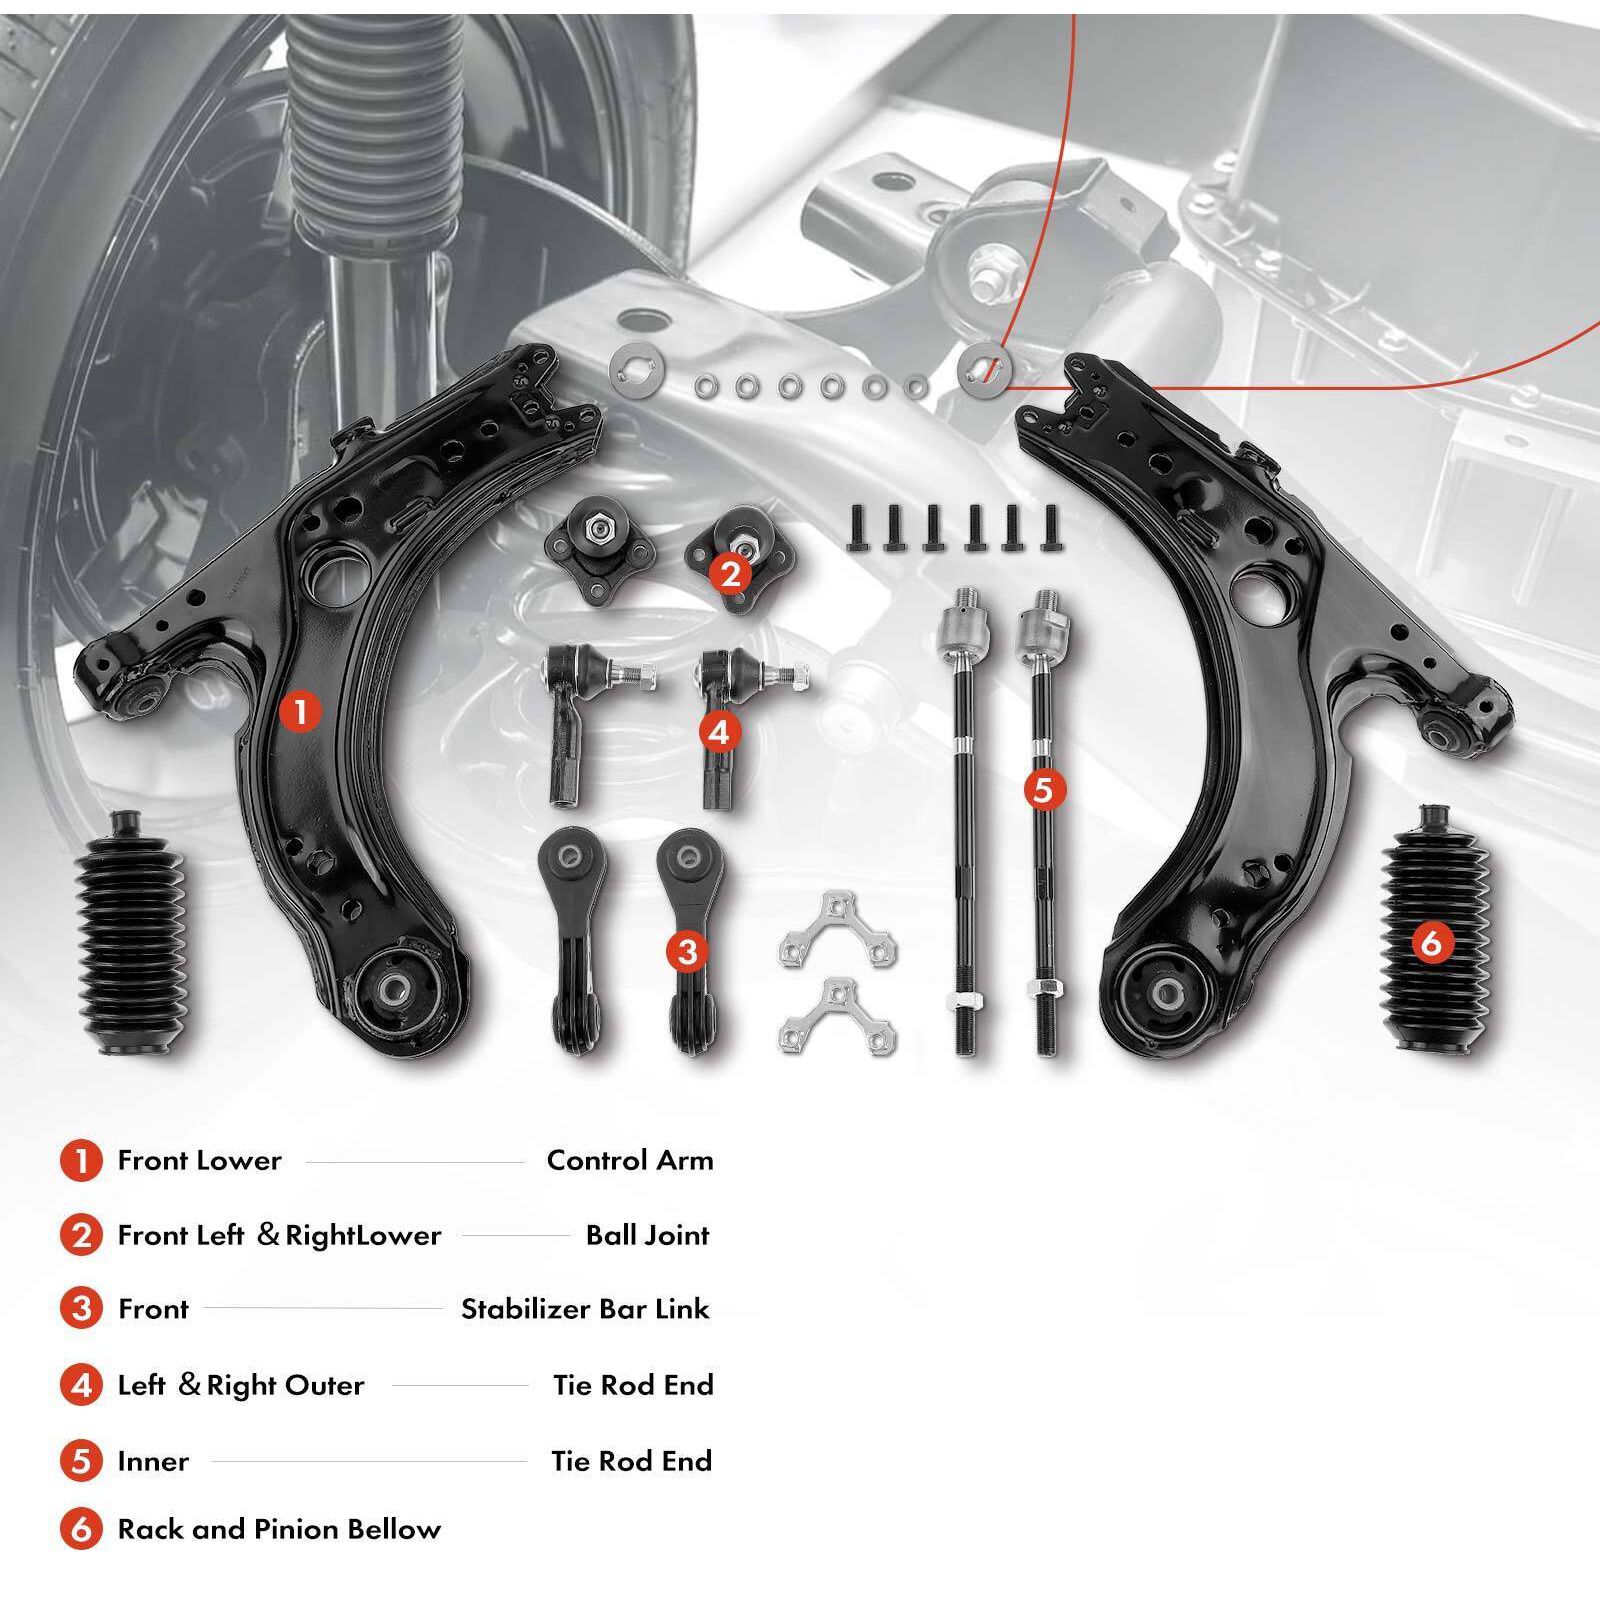 2
4
1
5
3
6
1 Front Lower Control Arm
2 Front Left & RightLower Ball Joint
3 Front Stabilizer Bar Link
4 Left & Right Outer Tie Rod End
5 Inner Tie Rod End
6 Rack and Pinion Bellow